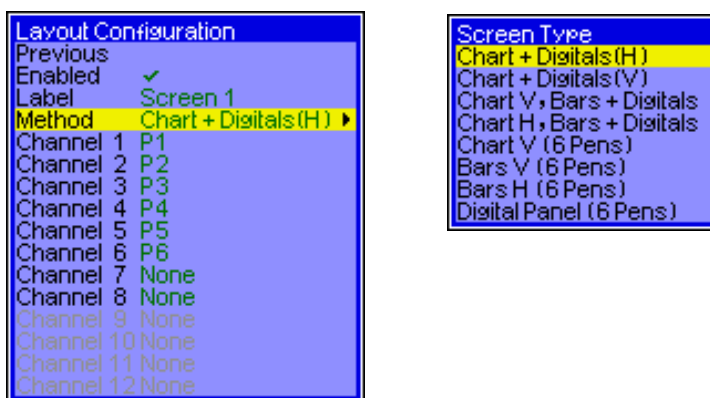 Layout Configuration
Previous
Enabled ✓
Label Screen 1
Method Chart + Digitals(H)
Channel 1 P1
Channel 2 P2
Channel 3 P3
Channel 4 P4
Channel 5 P5
Channel 6 P6
Channel 7 None
Channel 8 None
Channel 9 None
Channel 10 None
Channel 11 None
Channel 12 None
Screen Type
Chart + Digitals(H)
Chart + Digitals(V)
Chart V, Bars + Digitals
Chart H, Bars + Digitals
Chart V (6 Pens)
Bars V (6 Pens)
Bars H (6 Pens)
Digital Panel (6 Pens)